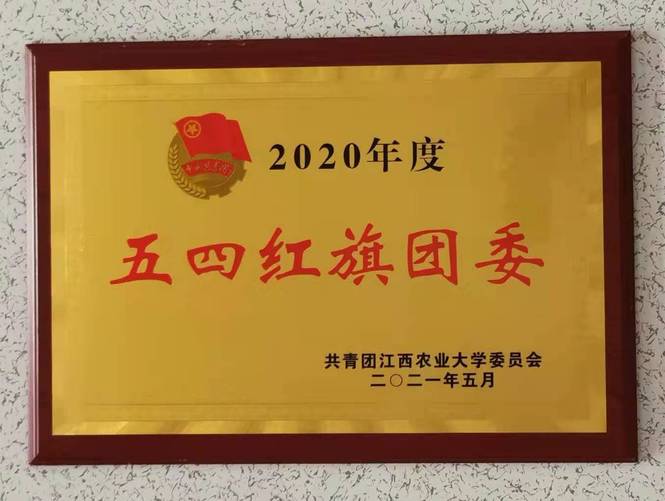 2020年度
五四红旗团委
共青团江西农业大学委员会
二〇二一年五月